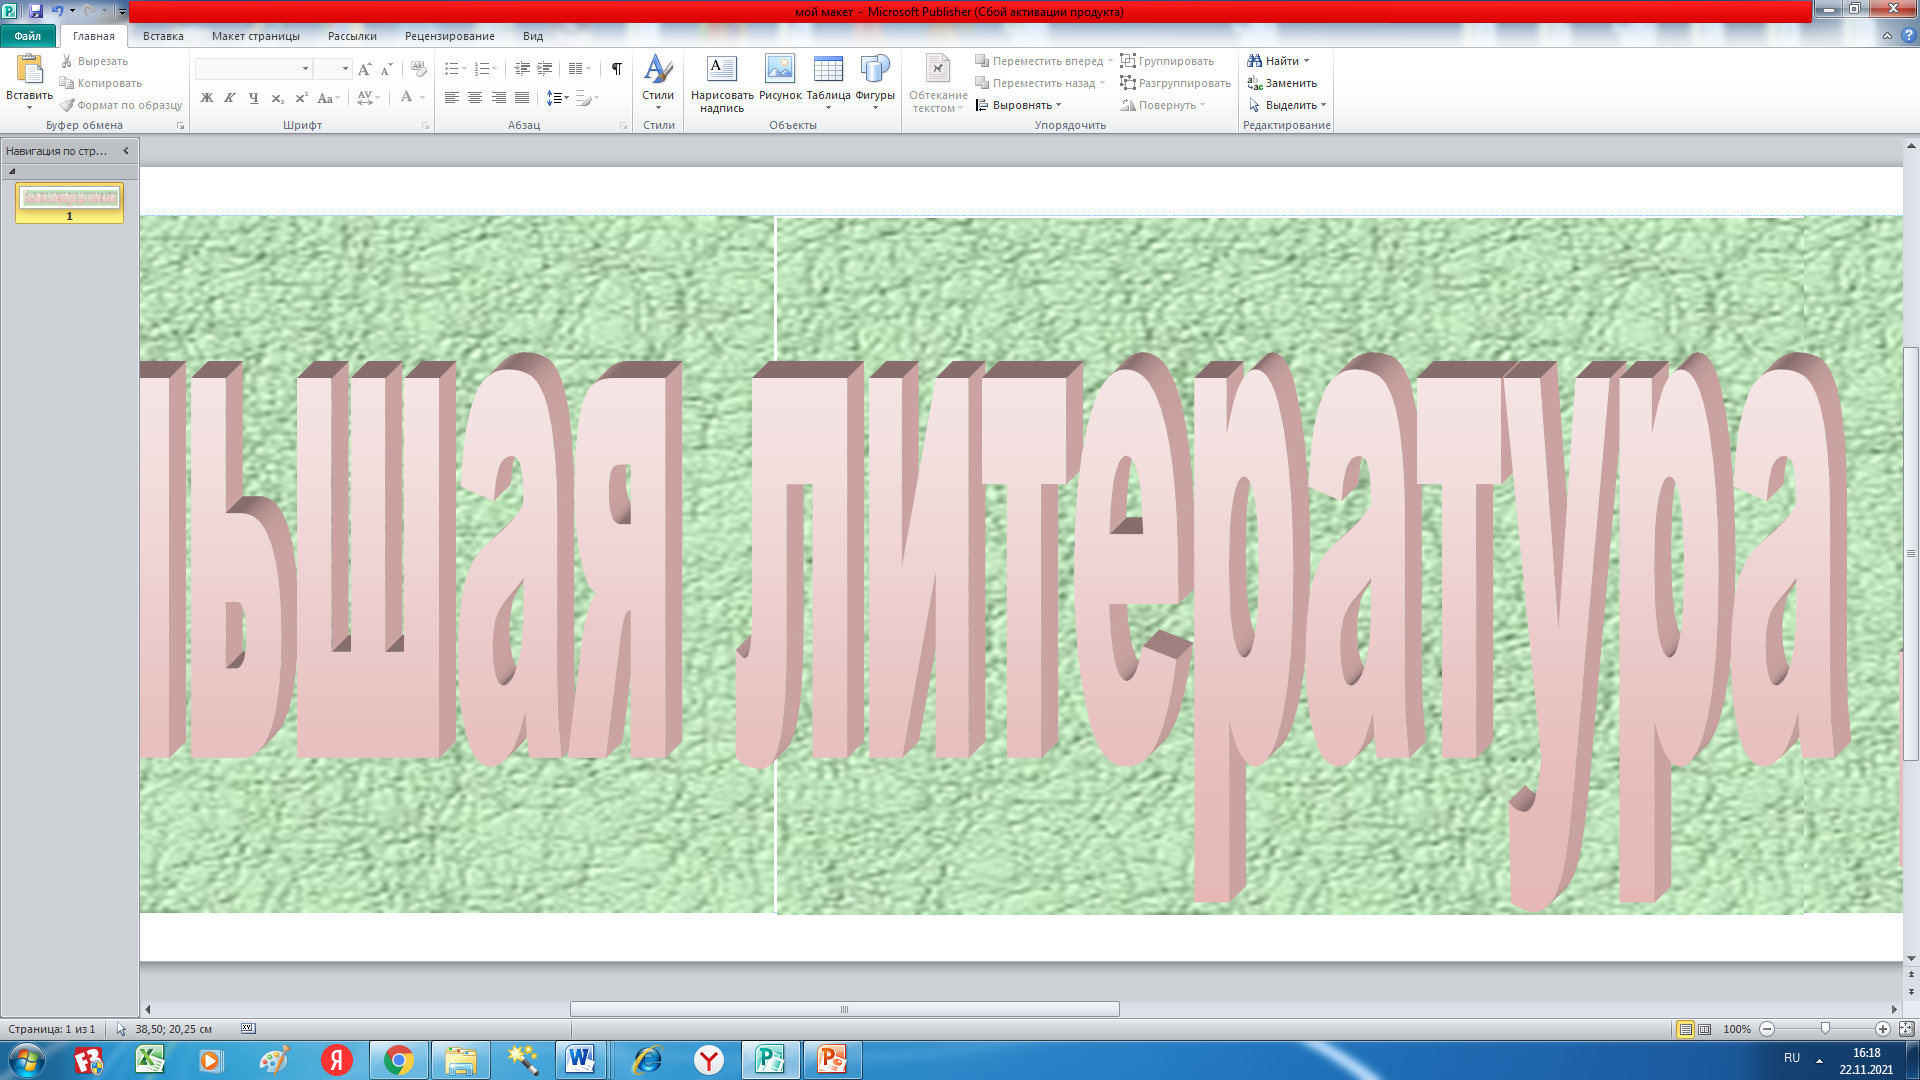 мой макет - Microsoft Publisher (Сбой активации продукта)
Файл Главная Вставка Макет страницы Рассылки Рецензирование Вид
Вставить
Вырезать
Копировать
Формат по образцу
Буфер обмена
Ж К Ч
Шрифт
Абзац
Стили
Стили
Нарисовать надпись
Рисунок
Таблица
Фигуры
Объекты
Обтекание текстом
Переместить вперед
Переместить назад
Выровнять
Группировать
Разгруппировать
Повернуть
Упорядочить
Найти
Заменить
Выделить
Редактирование
Навигация по стр...
1
льшая литература
Страница: 1 из 1
38,50; 20,25 см
100%
RU
16:18
22.11.2021